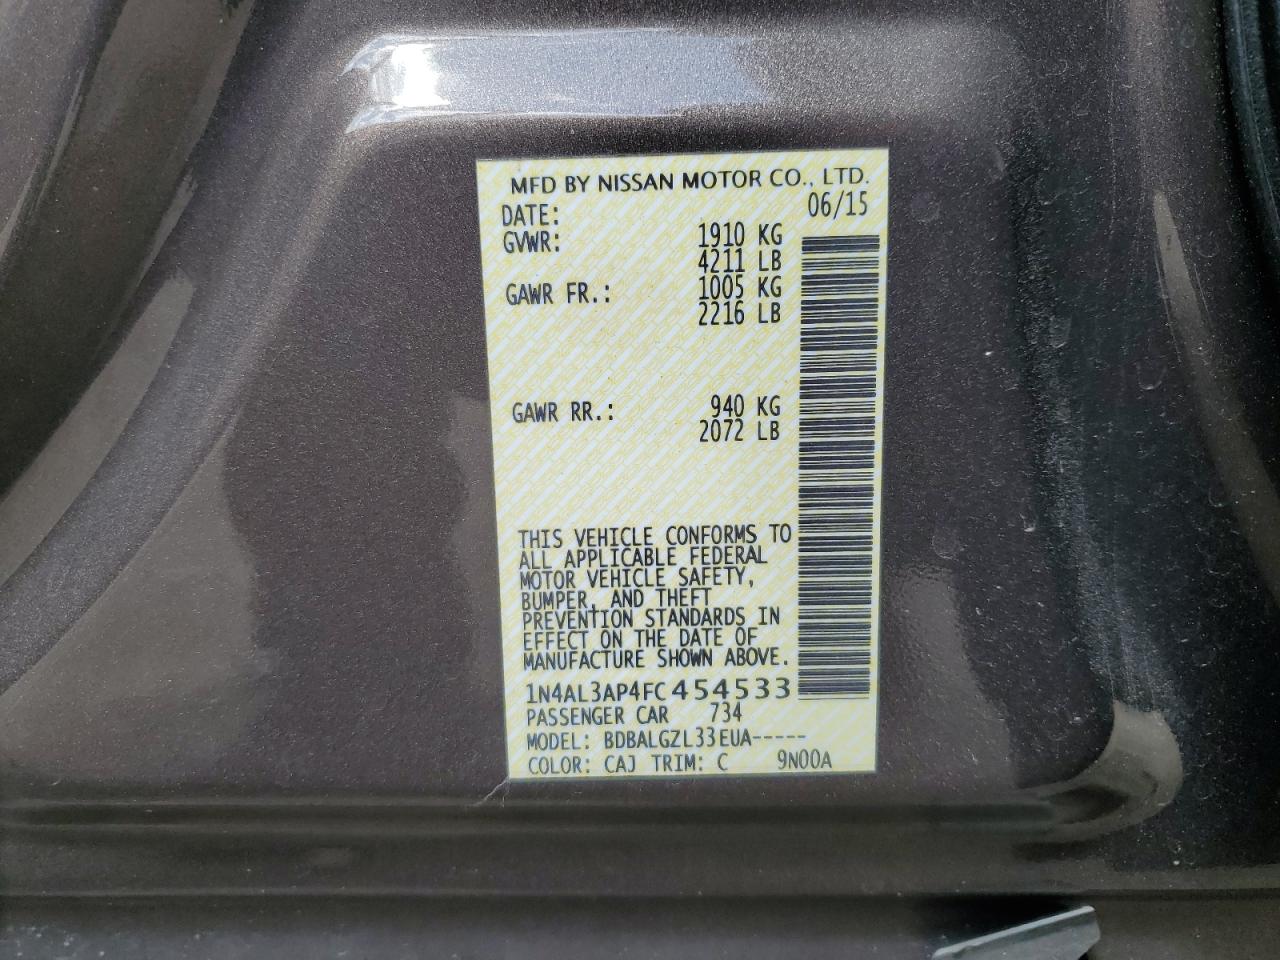 MFD BY NISSAN MOTOR CO., LTD.
DATE: 06/15
GVWR: 1910 KG
4211 LB
GAWR FR.: 1005 KG
2216 LB
GAWR RR.: 940 KG
2072 LB
THIS VEHICLE CONFORMS TO
ALL APPLICABLE FEDERAL
MOTOR VEHICLE SAFETY,
BUMPER, AND THEFT
PREVENTION STANDARDS IN
EFFECT ON THE DATE OF
MANUFACTURE SHOWN ABOVE.
1N4AL3AP4FC454533
PASSENGER CAR 734
MODEL: BDBALGZL33EUA-----
COLOR: CAJ TRIM: C 9N00A